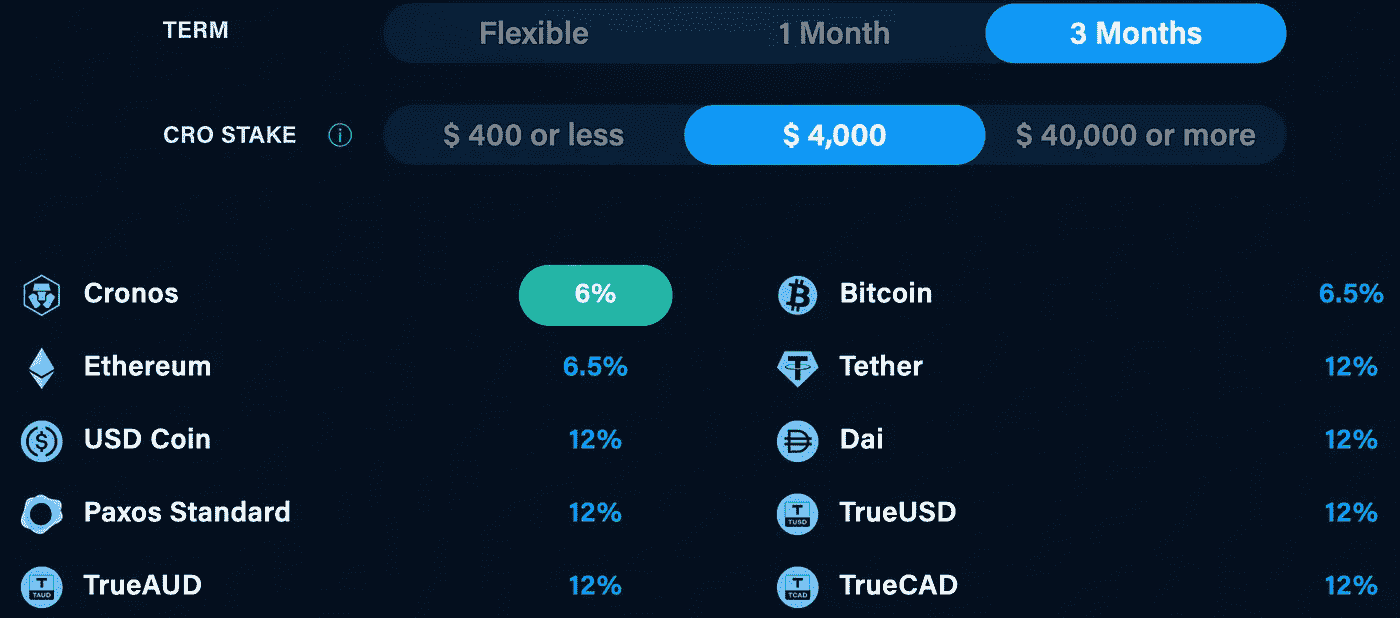 TERM Flexible 1 Month 3 Months
CRO STAKE i $ 400 or less $ 4,000 $ 40,000 or more
Cronos 6% Bitcoin 6.5%
Ethereum 6.5% Tether 12%
USD Coin 12% Dai 12%
Paxos Standard 12% T TUSD TrueUSD 12%
T TAUD TrueAUD 12% T TCAD TrueCAD 12%